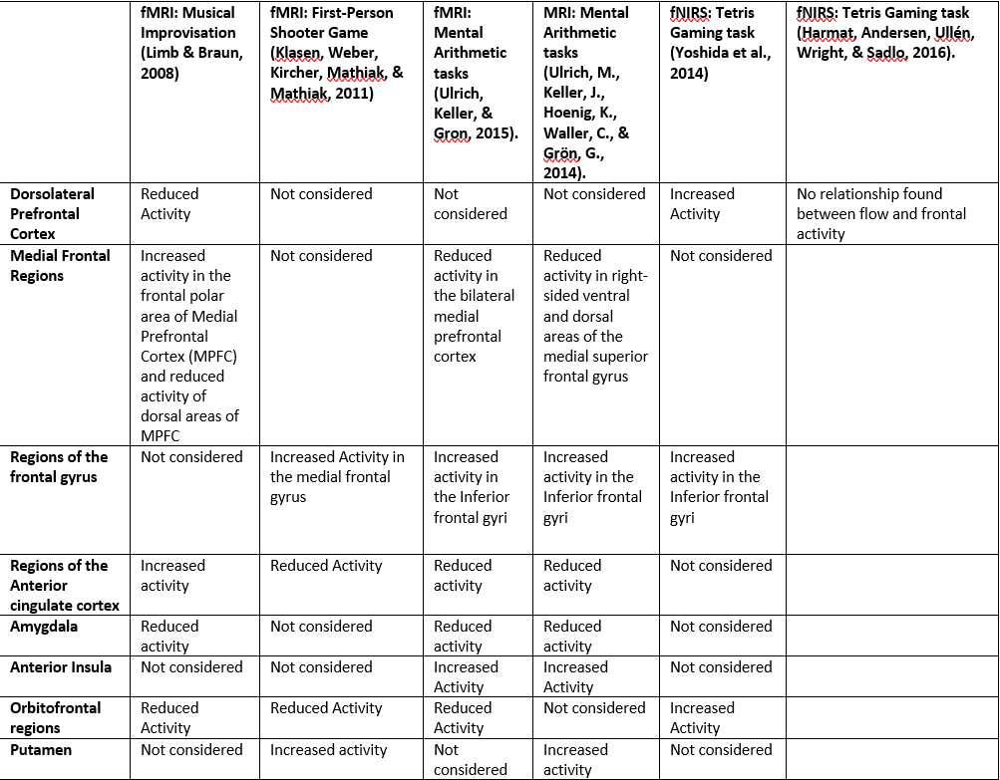 fMRI: Musical
Improvisation
(Limb & Braun,
2008)
fMRI: First-Person
Shooter Game
(Klasen, Weber,
Kircher, Mathiak, &
Mathiak, 2011)
fMRI:
Mental
Arithmetic
tasks
(Ulrich,
Keller, &
Gron, 2015).
MRI: Mental
Arithmetic
tasks
(Ulrich, M.,
Keller, J.,
Hoenig, K.,
Waller, C., &
Grön, G.,
2014).
fNIRS: Tetris
Gaming task
(Yoshida et al.,
2014)
fNIRS: Tetris Gaming task
(Harmat, Andersen, Ullén,
Wright, & Sadlo, 2016).
Dorsolateral
Prefrontal
Cortex
Reduced
Activity
Not considered
Not
considered
Not considered
Increased
Activity
No relationship found
between flow and frontal
activity
Medial Frontal
Regions
Increased
activity in the
frontal polar
area of Medial
Prefrontal
Cortex (MPFC)
and reduced
activity of
dorsal areas of
MPFC
Not considered
Reduced
activity in
the bilateral
medial
prefrontal
cortex
Reduced
activity in right-
sided ventral
and dorsal
areas of the
medial superior
frontal gyrus
Not considered
Regions of the
frontal gyrus
Not considered
Increased Activity in
the medial frontal
gyrus
Increased
activity in
the Inferior
frontal gyri
Increased
activity in the
Inferior frontal
gyri
Increased
activity in the
Inferior frontal
gyri
Regions of the
Anterior
cingulate cortex
Increased
activity
Reduced Activity
Reduced
activity
Reduced
activity
Not considered
Amygdala
Reduced
activity
Not considered
Reduced
activity
Reduced
activity
Not considered
Anterior Insula
Not considered
Not considered
Increased
Activity
Increased
Activity
Not considered
Orbitofrontal
regions
Reduced
Activity
Reduced Activity
Reduced
Activity
Not considered
Increased
Activity
Putamen
Not considered
Increased activity
Not
considered
Increased
activity
Not considered